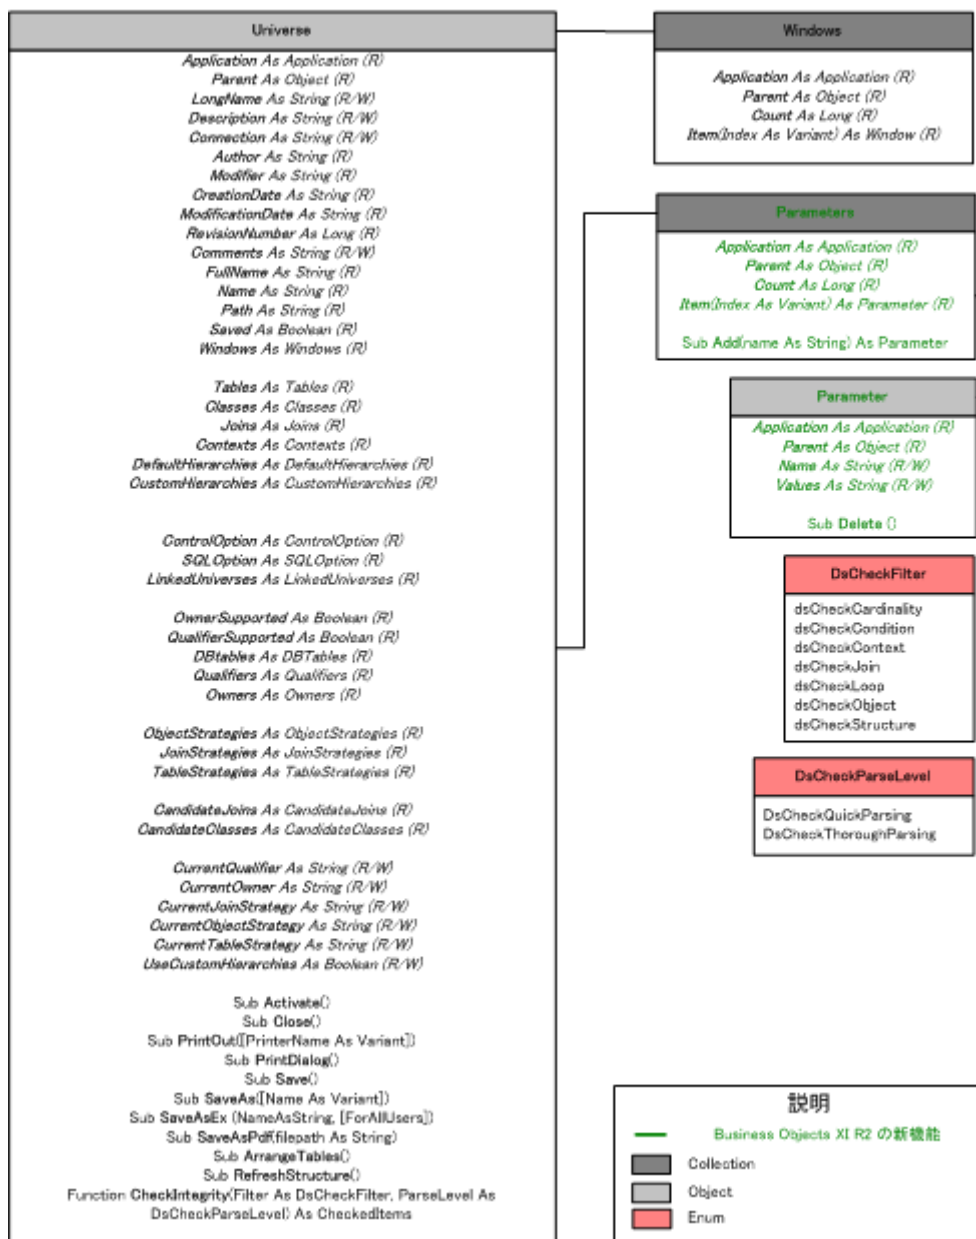 Universe
Application As Application (R)
Parent As Object (R)
LongName As String (R/W)
Description As String (R/W)
Connection As String (R/W)
Author As String (R)
Modifier As String (R)
CreationDate As String (R)
ModificationDate As String (R)
RevisionNumber As Long (R)
Comments As String (R/W)
FullName As String (R)
Name As String (R)
Path As String (R)
Saved As Boolean (R)
Windows As Windows (R)
Tables As Tables (R)
Classes As Classes (R)
Joins As Joins (R)
Contexts As Contexts (R)
DefaultHierarchies As DefaultHierarchies (R)
CustomHierarchies As CustomHierarchies (R)
ControlOption As ControlOption (R)
SQLOption As SQLOption (R)
LinkedUniverses As LinkedUniverses (R)
OwnerSupported As Boolean (R)
QualifierSupported As Boolean (R)
DBtables As DBTables (R)
Qualifiers As Qualifiers (R)
Owners As Owners (R)
ObjectStrategies As ObjectStrategies (R)
JoinStrategies As JoinStrategies (R)
TableStrategies As TableStrategies (R)
CandidateJoins As CandidateJoins (R)
CandidateClasses As CandidateClasses (R)
CurrentQualifier As String (R/W)
CurrentOwner As String (R/W)
CurrentJoinStrategy As String (R/W)
CurrentObjectStrategy As String (R/W)
CurrentTableStrategy As String (R/W)
UseCustomHierarchies As Boolean (R/W)
Sub Activate()
Sub Close()
Sub PrintOut([PrinterName As Variant])
Sub PrintDialog()
Sub Save()
Sub SaveAs([Name As Variant])
Sub SaveAsEx (NameAsString, [ForAllUsers])
Sub SaveAsPdf(filepath As String)
Sub ArrangeTables()
Sub RefreshStructure()
Function CheckIntegrity(Filter As DsCheckFilter, ParseLevel As
DsCheckParseLevel) As CheckedItems
Windows
Application As Application (R)
Parent As Object (R)
Count As Long (R)
Item(Index As Variant) As Window (R)
Parameters
Application As Application (R)
Parent As Object (R)
Count As Long (R)
Item(Index As Variant) As Parameter (R)
Sub Add(name As String) As Parameter
Parameter
Application As Application (R)
Parent As Object (R)
Name As String (R/W)
Values As String (R/W)
Sub Delete ()
DsCheckFilter
dsCheckCardinality
dsCheckCondition
dsCheckContext
dsCheckJoin
dsCheckLoop
dsCheckObject
dsCheckStructure
DsCheckParseLevel
DsCheckQuickParsing
DsCheckThoroughParsing
説明
Business Objects XI R2 の新機能
Collection
Object
Enum